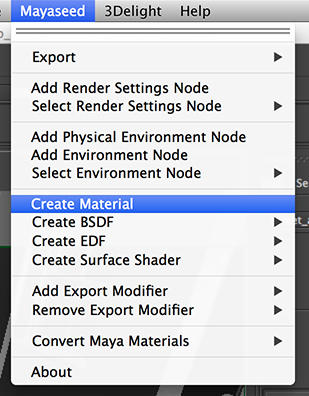 Mayaseed 3Delight Help
Export
Add Render Settings Node
Select Render Settings Node
Add Physical Environment Node
Add Environment Node
Select Environment Node
Create Material
Create BSDF
Create EDF
Create Surface Shader
Add Export Modifier
Remove Export Modifier
Convert Maya Materials
About